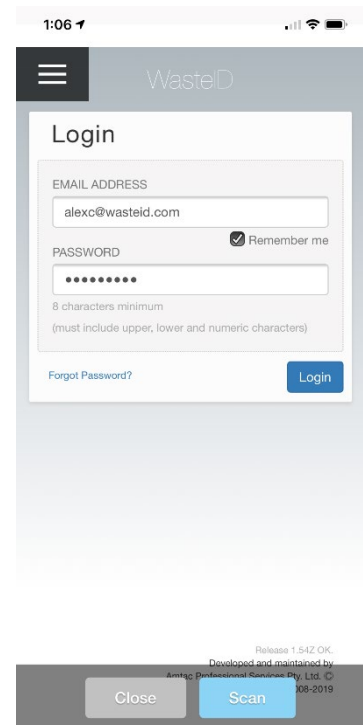 1:06
WasteID
Login
EMAIL ADDRESS
alexc@wasteid.com
Remember me
PASSWORD
•••••••••
8 characters minimum
(must include upper, lower and numeric characters)
Forgot Password?
Login
Release 1.54Z OK.
Developed and maintained by
Amtac Professional Services Pty. Ltd. ©
2008-2019
Close
Scan